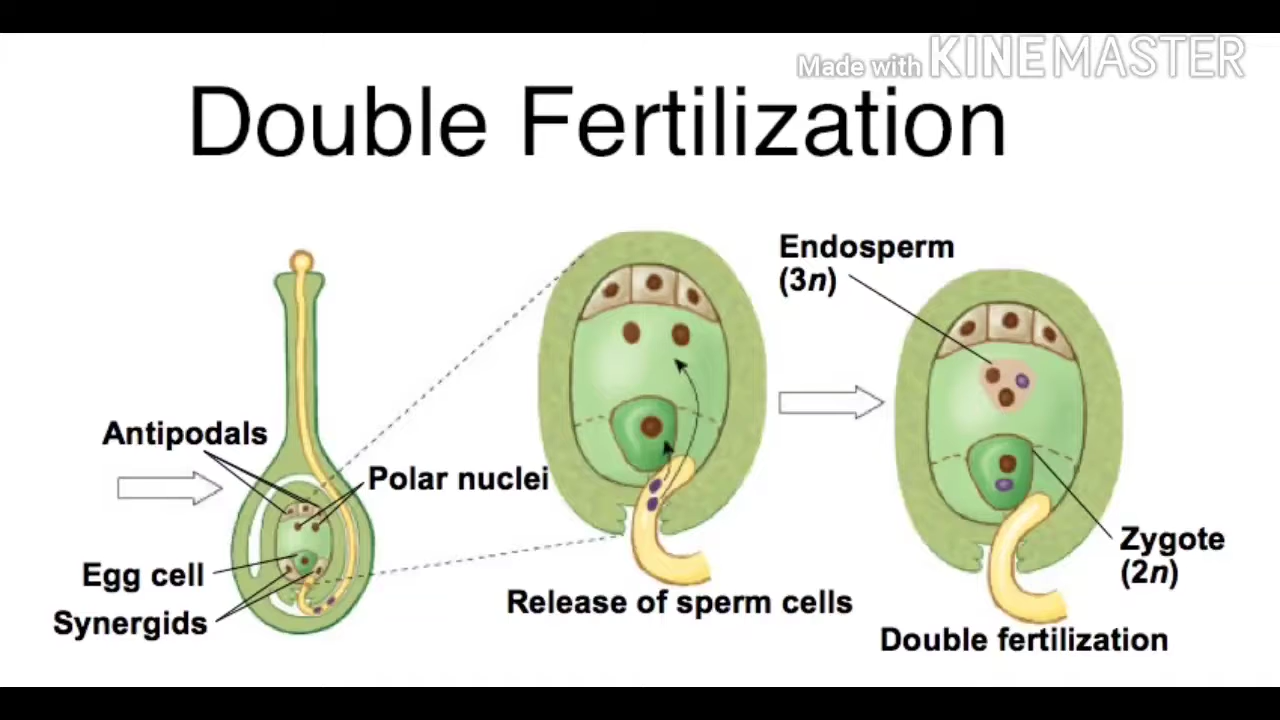 Made with KINEMASTER
Double Fertilization
Antipodals
Polar nuclei
Egg cell
Synergids
Release of sperm cells
Endosperm
(3n)
Zygote
(2n)
Double fertilization